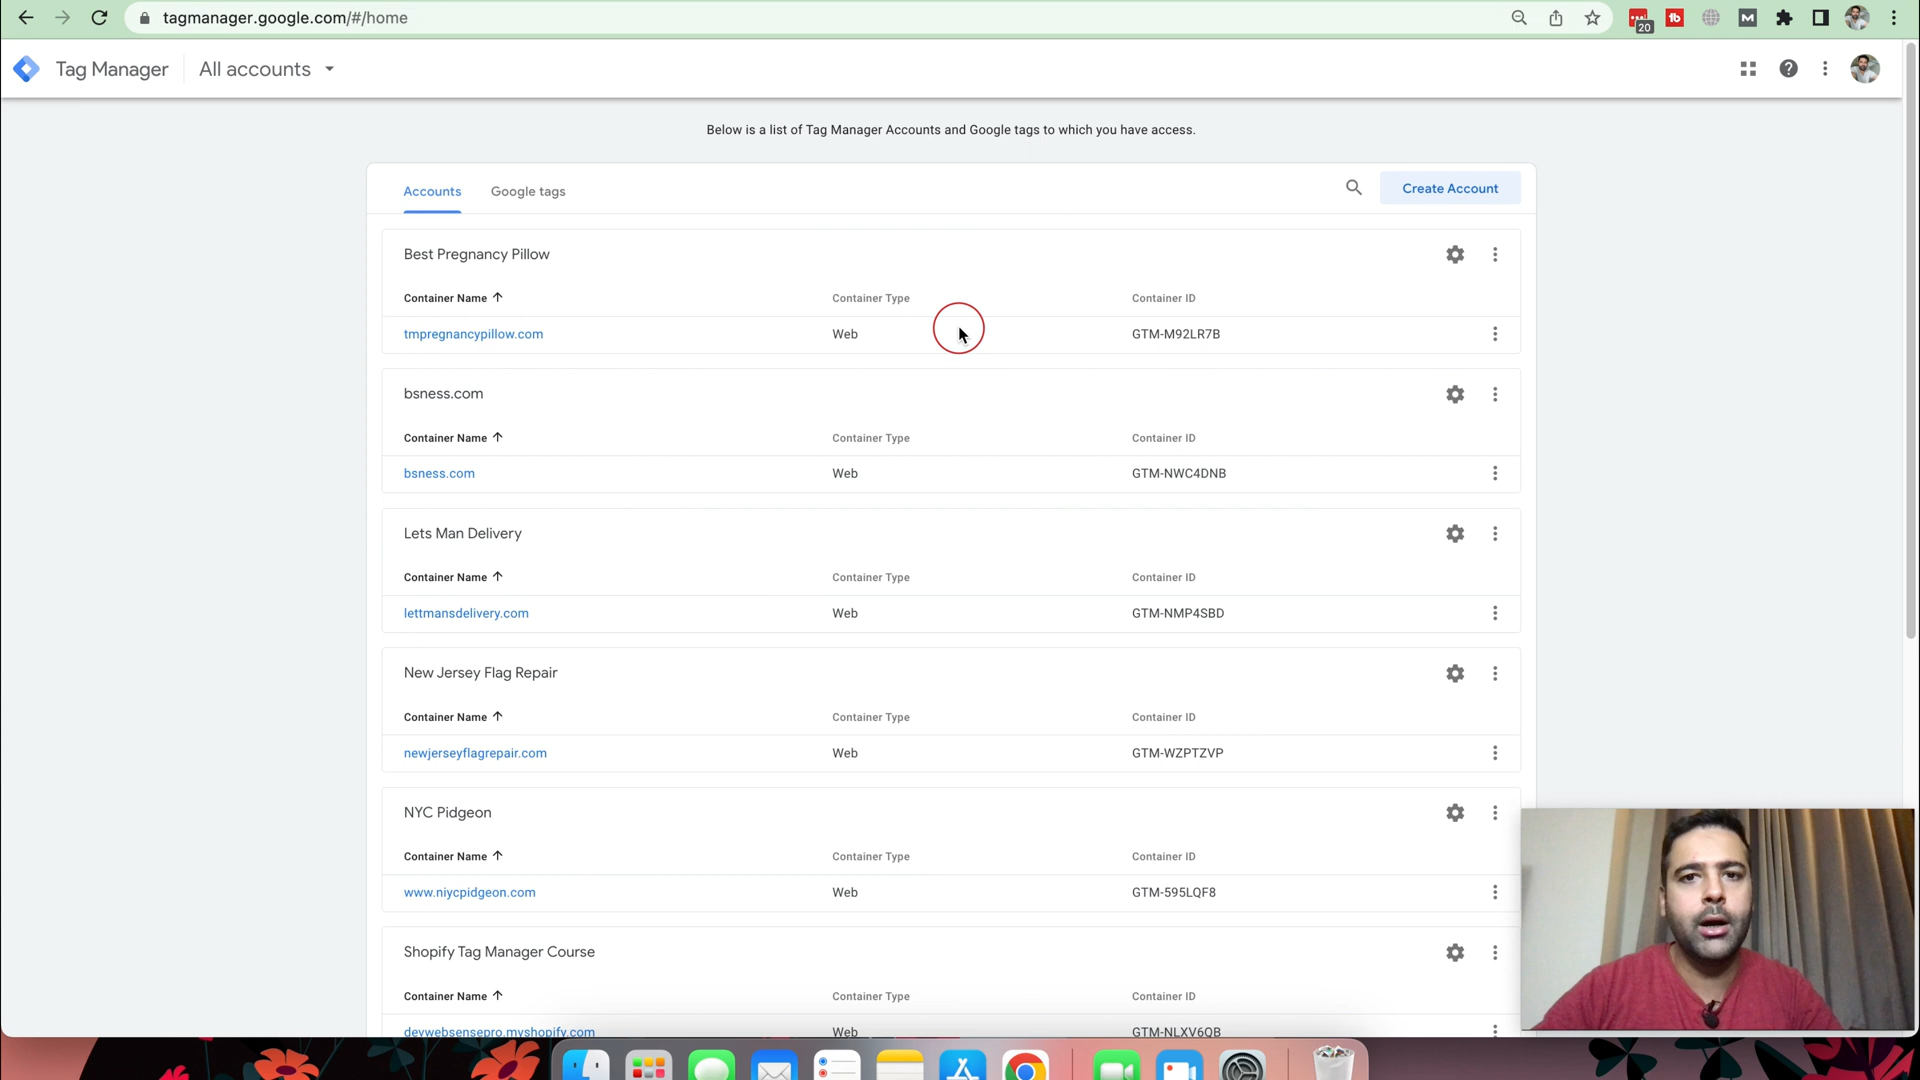 tagmanager.google.com/#/home
20
Tag Manager
All accounts
Below is a list of Tag Manager Accounts and Google tags to which you have access.
Accounts
Google tags
Create Account
Best Pregnancy Pillow
Container Name
Container Type
Container ID
tmpregnancypillow.com
Web
GTM-M92LR7B
bsness.com
Container Name
Container Type
Container ID
bsness.com
Web
GTM-NWC4DNB
Lets Man Delivery
Container Name
Container Type
Container ID
lettmansdelivery.com
Web
GTM-NMP4SBD
New Jersey Flag Repair
Container Name
Container Type
Container ID
newjerseyflagrepair.com
Web
GTM-WZPTZVP
NYC Pidgeon
Container Name
Container Type
Container ID
www.niycpidgeon.com
Web
GTM-595LQF8
Shopify Tag Manager Course
Container Name
Container Type
Container ID
devwebsensepro.myshopify.com
Web
GTM-NLXV6QB